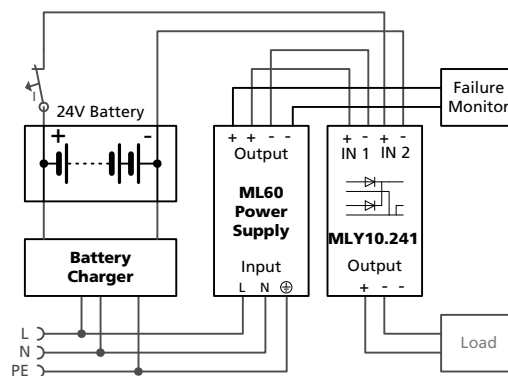 24V Battery
+ -
Battery
Charger
+ + - -
Output
ML60
Power
Supply
Input
L N
+ - + -
IN 1 IN 2
MLY10.241
Output
+ - -
Failure
Monitor
Load
L
N
PE
I